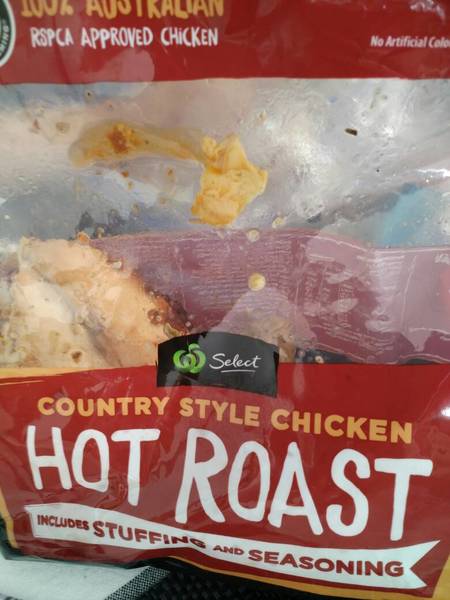 100% AUSTRALIAN
RSPCA APPROVED CHICKEN
No Artificial Colo
Select
COUNTRY STYLE CHICKEN
HOT ROAST
INCLUDES STUFFING AND SEASONING